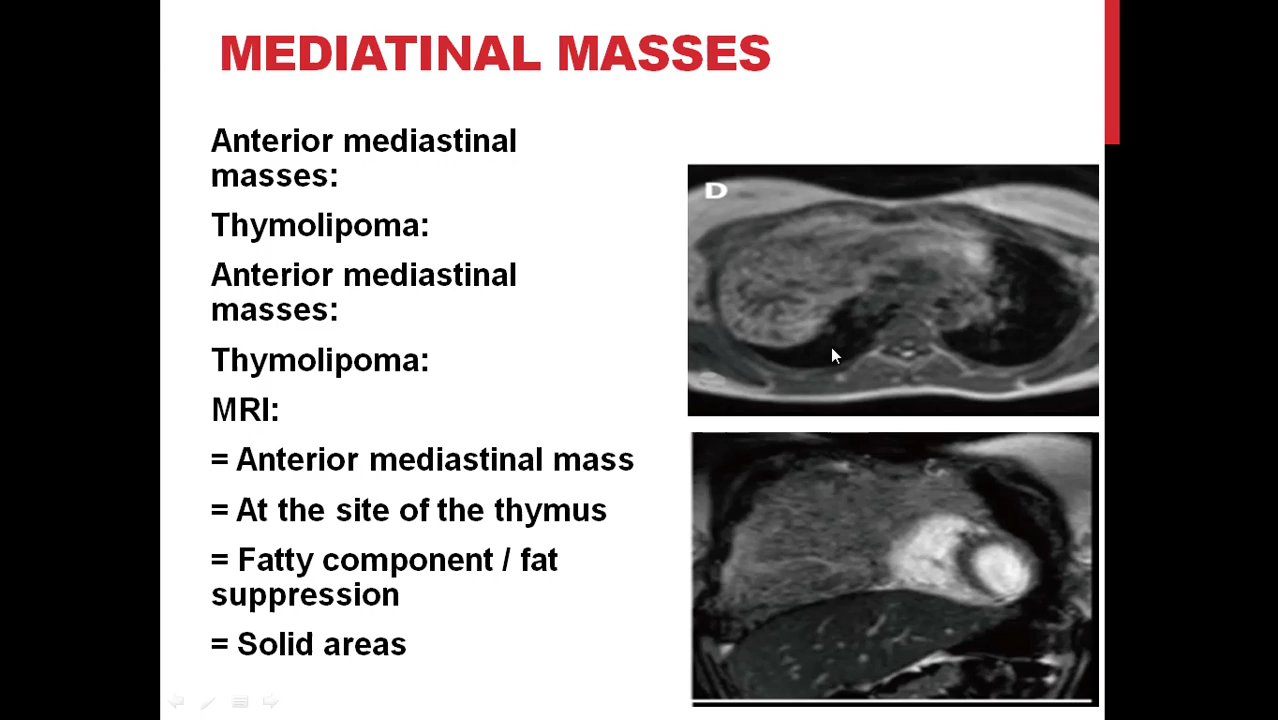 MEDIATINAL MASSES
Anterior mediastinal
masses:
Thymolipoma:
Anterior mediastinal
masses:
Thymolipoma:
MRI:
= Anterior mediastinal mass
= At the site of the thymus
= Fatty component / fat
suppression
= Solid areas
D